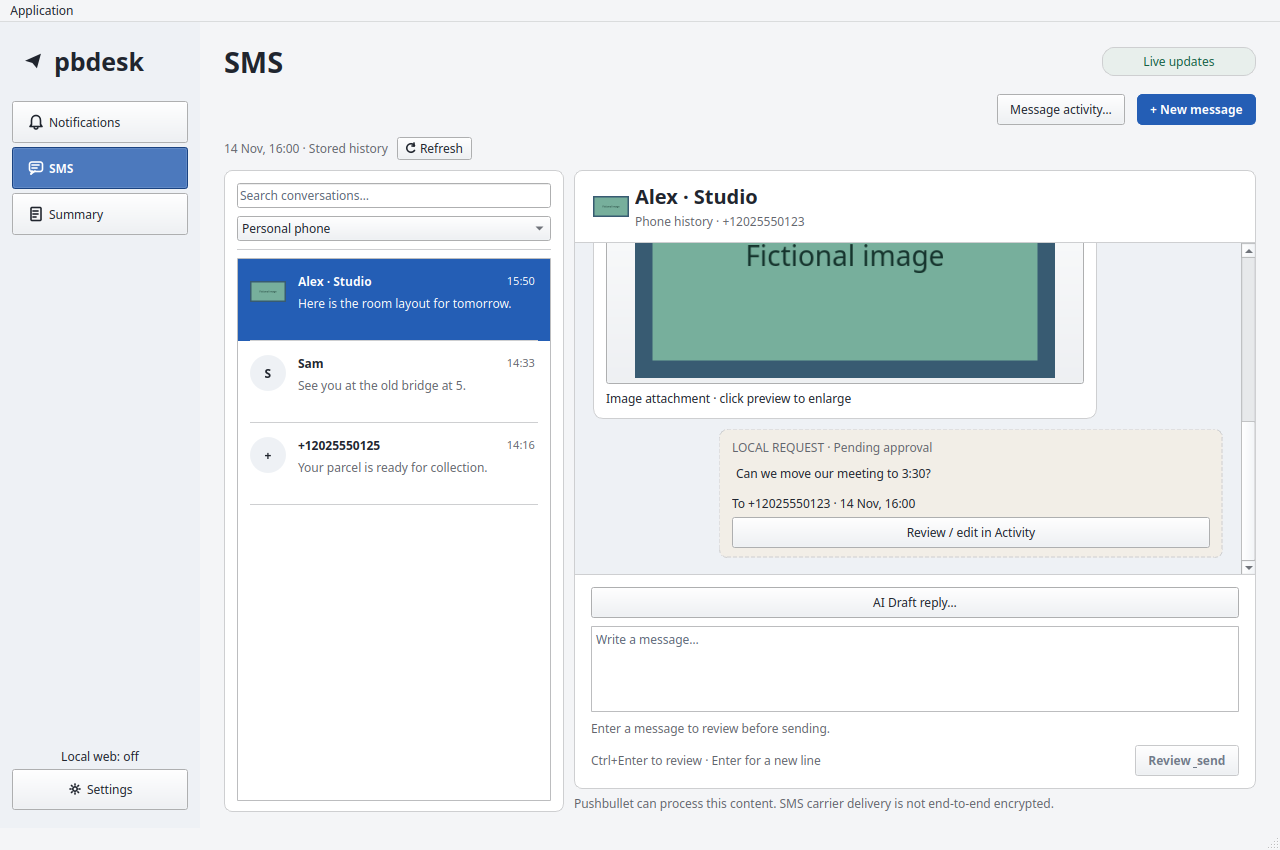 Application
pbdesk
Notifications
SMS
Summary
Local web: off
Settings
SMS
Live updates
Message activity...
+ New message
14 Nov, 16:00 · Stored history
Refresh
Search conversations...
Personal phone
Alex · Studio
15:50
Here is the room layout for tomorrow.
S
Sam
14:33
See you at the old bridge at 5.
+
+12025550125
14:16
Your parcel is ready for collection.
Alex · Studio
Phone history · +12025550123
Fictional image
Image attachment · click preview to enlarge
LOCAL REQUEST · Pending approval
Can we move our meeting to 3:30?
To +12025550123 · 14 Nov, 16:00
Review / edit in Activity
AI Draft reply...
Write a message...
Enter a message to review before sending.
Ctrl+Enter to review · Enter for a new line
Review _send
Pushbullet can process this content. SMS carrier delivery is not end-to-end encrypted.